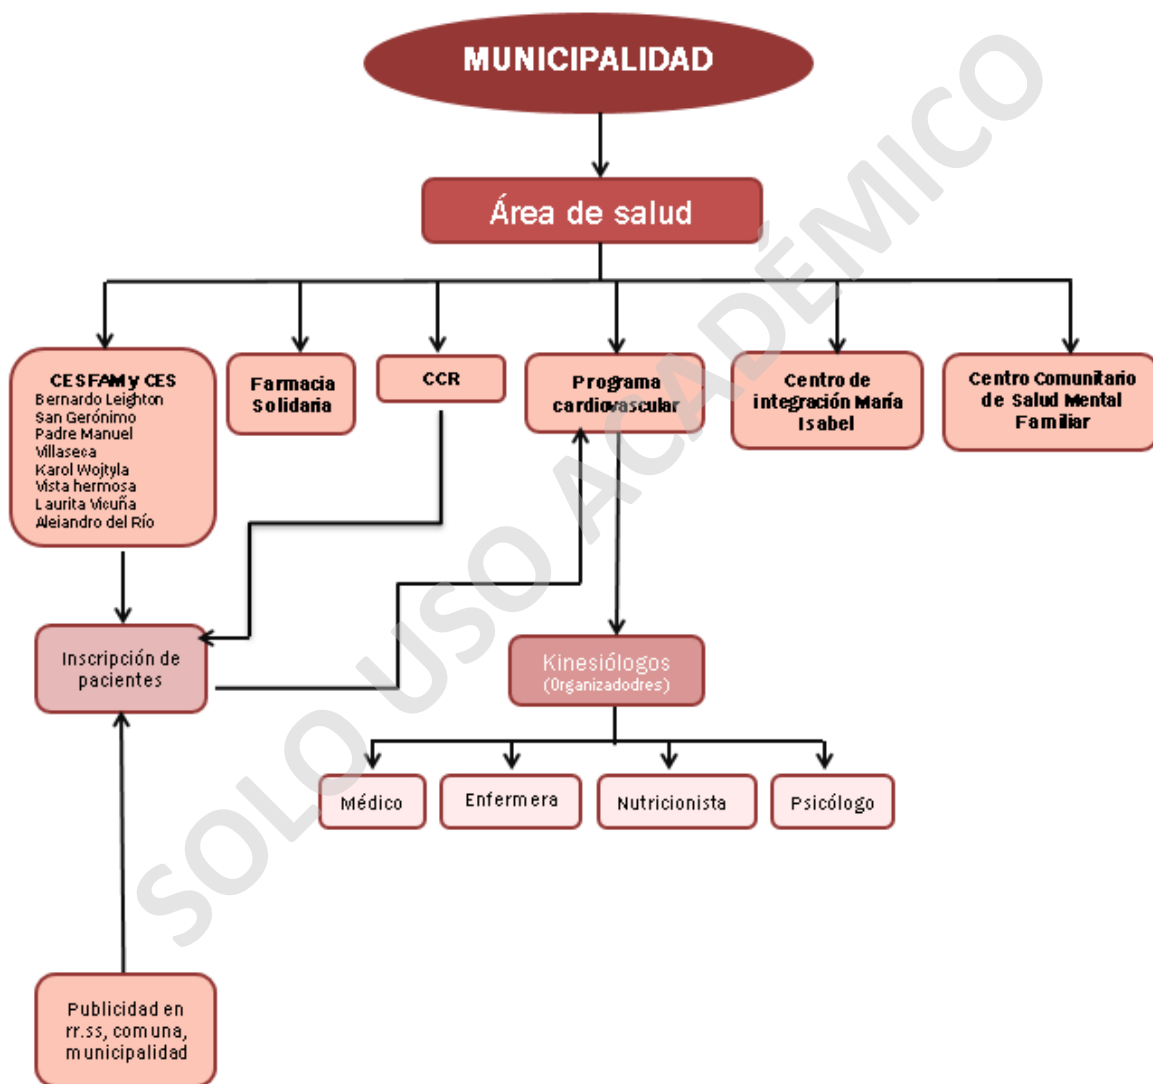 MUNICIPALIDAD
Área de salud
CESFAM y CES
Bernardo Leighton
San Gerónimo
Padre Manuel
Villaseca
Karol Wojtyla
Vista hermosa
Laurita Vicuña
Alejandro del Río
Farmacia
Solidaria
CCR
Programa
cardiovascular
Centro de
integración María
Isabel
Centro Comunitario
de Salud Mental
Familiar
Inscripción de
pacientes
Kinesiólogos
(Organizadodres)
Médico
Enfermera
Nutricionista
Psicólogo
Publicidad en
rr.ss, comuna,
municipalidad
SOLO USO ACADÉMICO